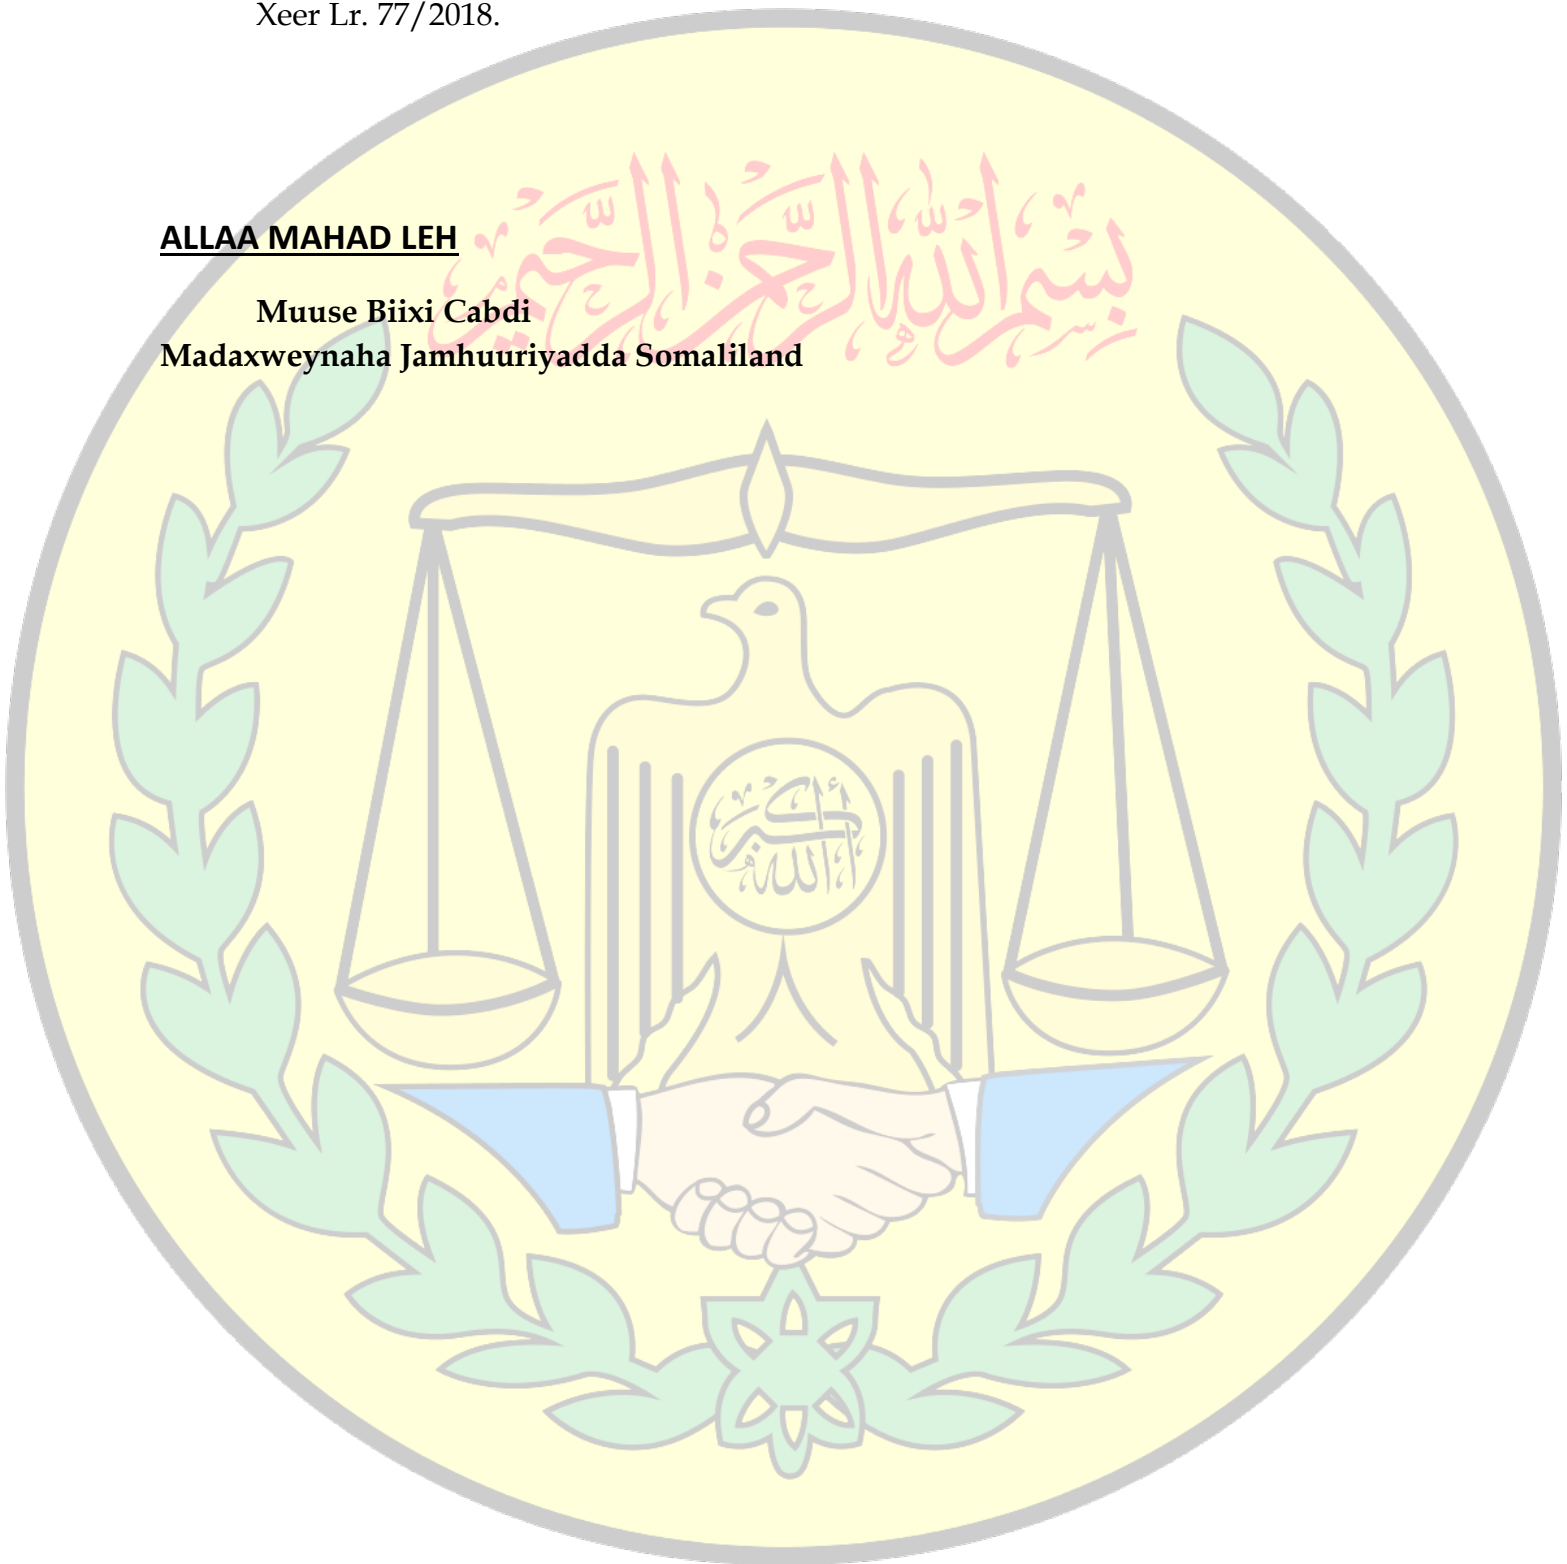 Xeer Lr. 77/2018.
ALLAA MAHAD LEH
بسم الله الرحمن الرحيم
Muuse Biixi Cabdi
Madaxweynaha Jamhuuriyadda Somaliland
الله أكبر